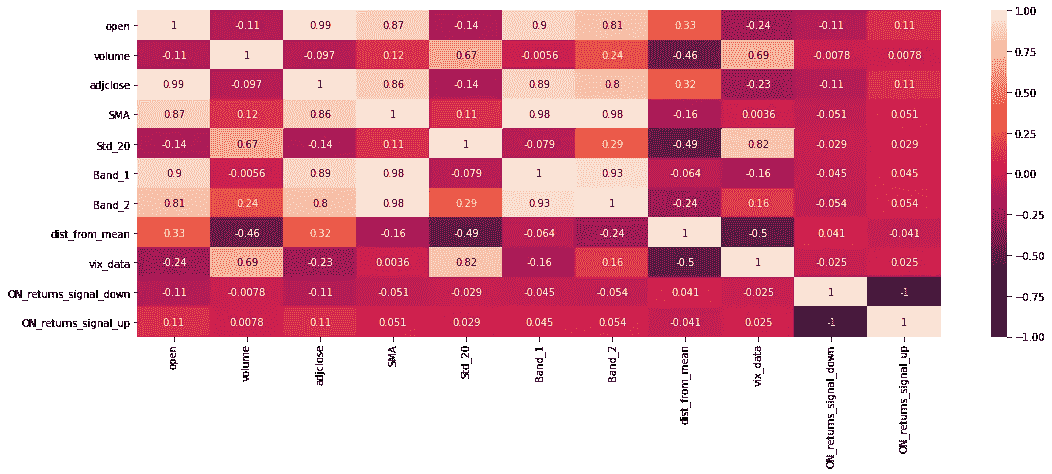 open 1 -0.11 0.99 0.87 -0.14 0.9 0.81 0.33 -0.24 -0.11 0.11
volume -0.11 1 -0.097 0.12 0.67 -0.0056 0.24 -0.46 0.69 -0.0078 0.0078
adjclose 0.99 -0.097 1 0.86 -0.14 0.89 0.8 0.32 -0.23 -0.11 0.11
SMA 0.87 0.12 0.86 1 0.11 0.98 0.98 -0.16 0.0036 -0.051 0.051
Std_20 -0.14 0.67 -0.14 0.11 1 -0.079 0.29 -0.49 0.82 -0.029 0.029
Band_1 0.9 -0.0056 0.89 0.98 -0.079 1 0.93 -0.064 -0.16 -0.045 0.045
Band_2 0.81 0.24 0.8 0.98 0.29 0.93 1 -0.24 0.16 -0.054 0.054
dist_from_mean 0.33 -0.46 0.32 -0.16 -0.49 -0.064 -0.24 1 -0.5 0.041 -0.041
vix_data -0.24 0.69 -0.23 0.0036 0.82 -0.16 0.16 -0.5 1 -0.025 0.025
ON_returns_signal_down -0.11 -0.0078 -0.11 -0.051 -0.029 -0.045 -0.054 0.041 -0.025 1 -1
ON_returns_signal_up 0.11 0.0078 0.11 0.051 0.029 0.045 0.054 -0.041 0.025 -1 1
open
volume
adjclose
SMA
Std_20
Band_1
Band_2
dist_from_mean
vix_data
ON_returns_signal_down
ON_returns_signal_up
1.00
0.75
0.50
0.25
0.00
−0.25
−0.50
−0.75
−1.00